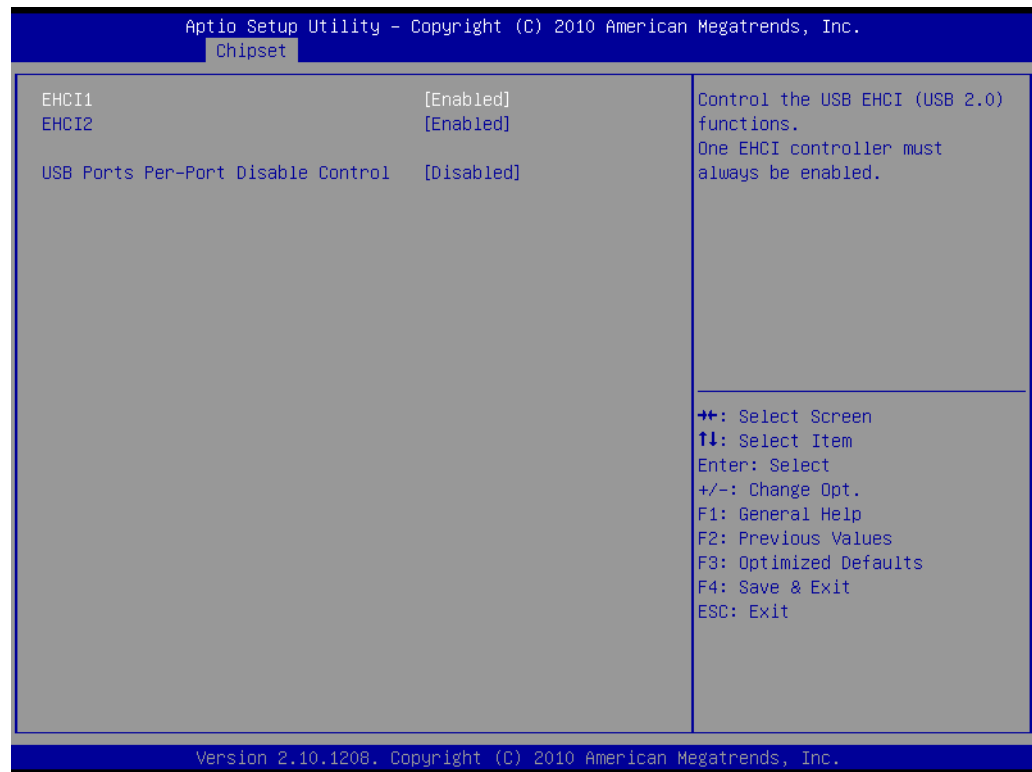 Aptio Setup Utility – Copyright (C) 2010 American Megatrends, Inc.
Chipset
EHCI1 [Enabled]
EHCI2 [Enabled]
USB Ports Per-Port Disable Control [Disabled]
Control the USB EHCI (USB 2.0)
functions.
One EHCI controller must
always be enabled.
→←: Select Screen
↑↓: Select Item
Enter: Select
+/-: Change Opt.
F1: General Help
F2: Previous Values
F3: Optimized Defaults
F4: Save & Exit
ESC: Exit
Version 2.10.1208. Copyright (C) 2010 American Megatrends, Inc.